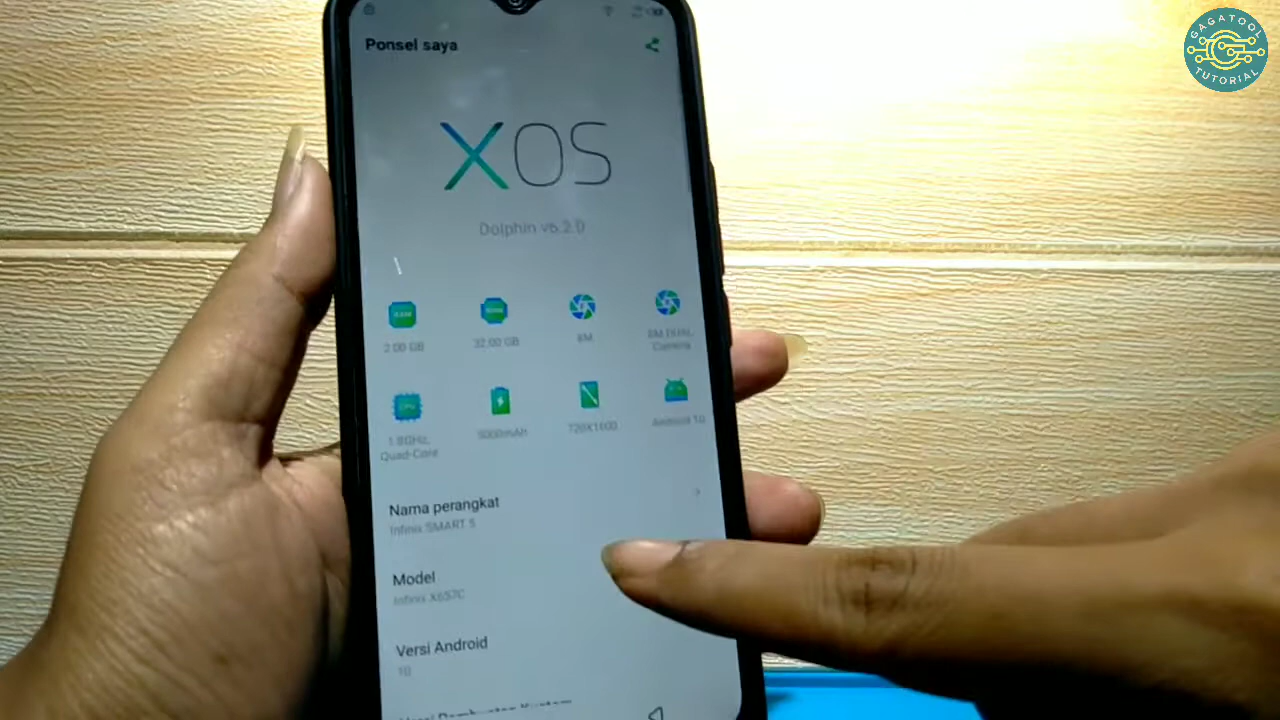 GAGATOOL
TUTORIAL
Ponsel saya
XOS
Dolphin v6.2.0
RAM
2.00 GB
32.00 GB
8M
8M DUAL
Camera
CPU
1.8GHz,
Quad-Core
5000mAh
720X1600
Android 10
Nama perangkat
Infinix SMART 5
Model
Infinix X657C
Versi Android
10